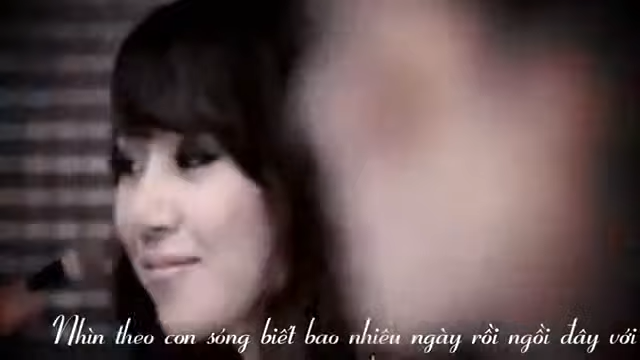 Nhìn theo con sóng biết bao nhiêu ngày rồi ngồi đây với